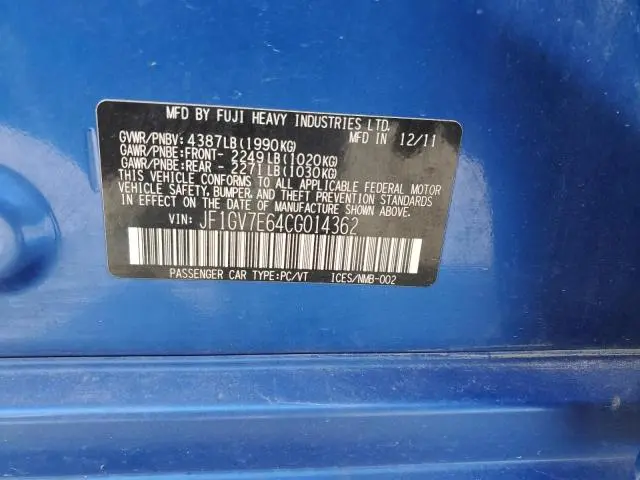 MFD BY FUJI HEAVY INDUSTRIES LTD.
GVWR/PNBV: 4387LB(1990KG) 12/11
GAWR/PNBE:FRONT- 2249LB(1020KG)
GAWR/PNBE:REAR - 2271LB(1030KG)
THIS VEHICLE CONFORMS TO ALL APPLICABLE FEDERAL MOTOR
VEHICLE SAFETY, BUMPER, AND THEFT PREVENTION STANDARDS
IN EFFECT ON THE DATE OF MANUFACTURE SHOWN ABOVE.
VIN: JF1GV7E64CG014362
PASSENGER CAR TYPE:PC/VT ICES/NMB-002